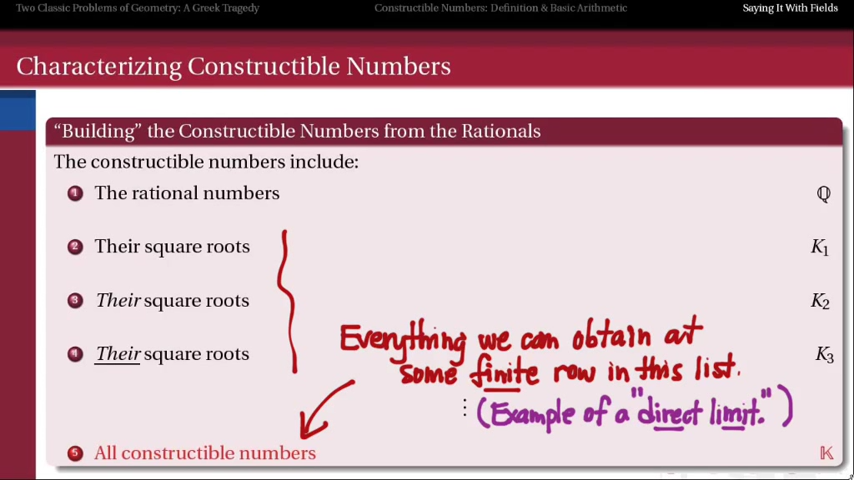 Two Classic Problems of Geometry: A Greek Tragedy Constructible Numbers: Definition & Basic Arithmetic Saying It With Fields
Characterizing Constructible Numbers
“Building” the Constructible Numbers from the Rationals
The constructible numbers include:
1 The rational numbers ℚ
2 Their square roots K₁
3 Their square roots K₂
4 Their square roots K₃
Everything we can obtain at
some finite row in this list.
⋮ (Example of a "direct limit.")
5 All constructible numbers 𝕂